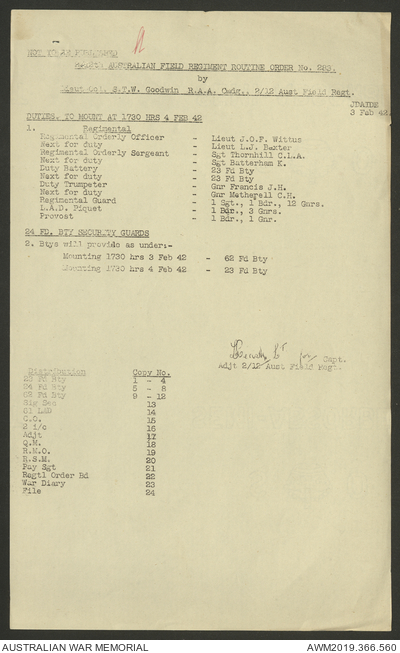 NOT TO BE PUBLISHED
AUSTRALIAN FIELD REGIMENT ROUTINE ORDER No. 293.
by
Lieut Col. S.T.W. Goodwin R.A.A. Cmdg., 2/12 Aust Field Regt.
JDAIDE
3 Feb 42.
DUTIES. TO MOUNT AT 1730 HRS 4 FEB 42
1. Regimental
Regimental Orderly Officer - Lieut J.O.F. Wittus
Next for duty - Lieut L.J. Baxter
Regimental Orderly Sergeant - Sgt Thornhill C.L.A.
Next for duty - Sgt Butterham K.
Duty Battery - 23 Fd Bty
Next for duty - 23 Fd Bty
Duty Trumpeter - Gnr Francis J.H.
Next for duty - Gnr Metherell C.H.
Regimental Guard - 1 Sgt., 1 Bdr., 12 Gnrs.
L.A.D. Piquet - 1 Bdr., 3 Gnrs.
Provost - 1 Bdr., 1 Gnr.
24 FD. BTY SECURITY GUARDS
2. Btys will provide as under:-
Mounting 1730 hrs 3 Feb 42 - 62 Fd Bty
Mounting 1730 hrs 4 Feb 42 - 23 Fd Bty
for Capt.
Adjt 2/12 Aust Field Regt.
Distribution Copy No.
23 Fd Bty 1 - 4
24 Fd Bty 5 - 8
62 Fd Bty 9 - 12
Sig Sec 13
LAD 14
C.O. 15
2 i/c 16
Adjt 17
Q.M. 18
R.M.O. 19
R.S.M. 20
Pay Sgt 21
Regtl Order Bd 22
War Diary 23
File 24
AUSTRALIAN WAR MEMORIAL
AWM2019.366.560